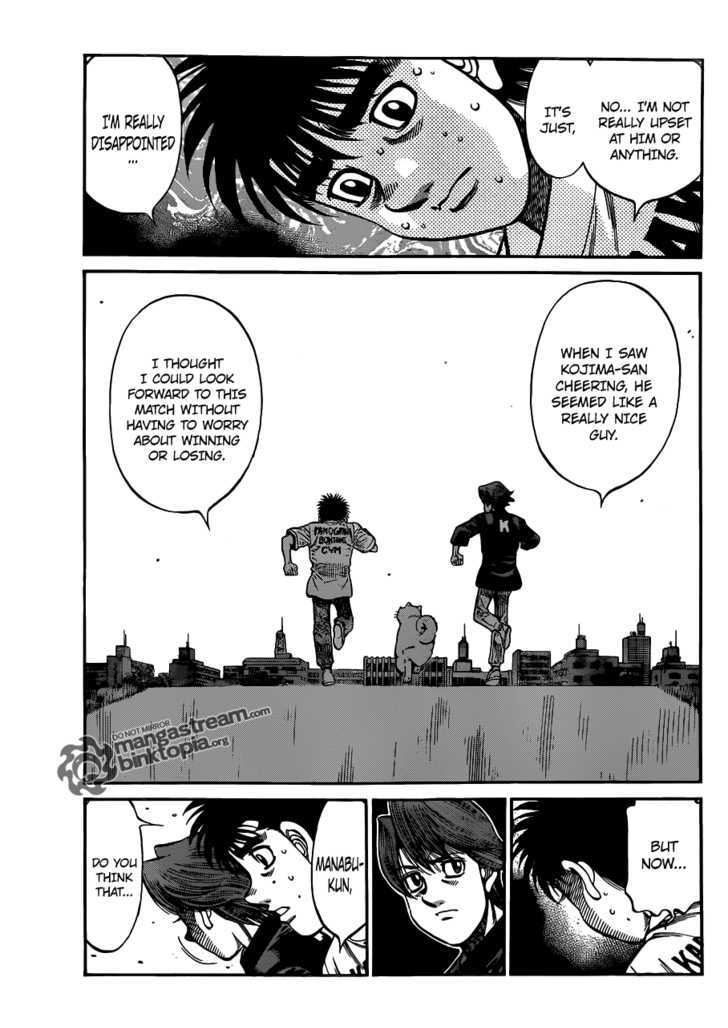 NO... I'M NOT
REALLY UPSET
AT HIM OR
ANYTHING.
IT'S
JUST,
I'M REALLY
DISAPPOINTED
...
WHEN I SAW
KOJIMA-SAN
CHEERING, HE
SEEMED LIKE A
REALLY NICE
GUY.
I THOUGHT
I COULD LOOK
FORWARD TO THIS
MATCH WITHOUT
HAVING TO WORRY
ABOUT WINNING
OR LOSING.
KAMOGAWA
BOXING
GYM
K
DO NOT MIRROR
mangastream.com
binktopia.org
BUT
NOW...
MANABU-
KUN,
DO YOU
THINK
THAT...